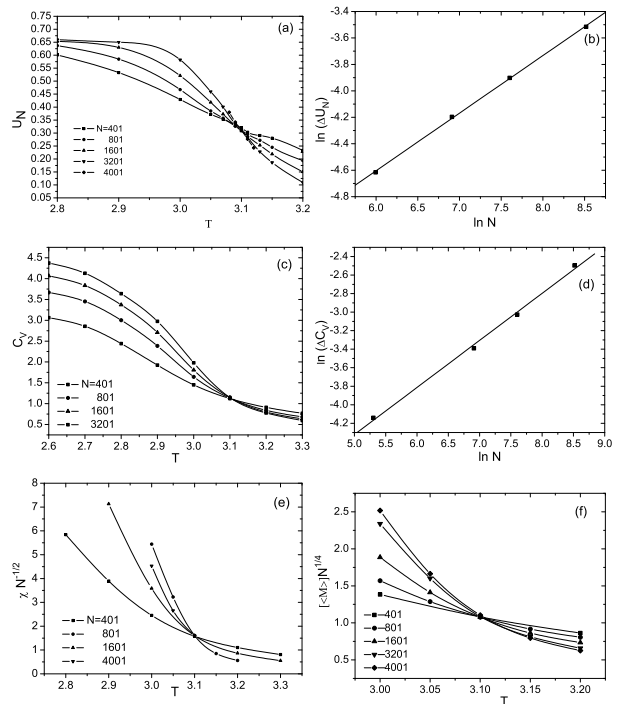 (a)
U_N
0.75
0.70
0.65
0.60
0.55
0.50
0.45
0.40
0.35
0.30
0.25
0.20
0.15
0.10
0.05
N=401
801
1601
3201
4001
2.8 2.9 3.0 3.1 3.2
T
(b)
ln (ΔU_N)
-3.4
-3.6
-3.8
-4.0
-4.2
-4.4
-4.6
-4.8
6.0 6.5 7.0 7.5 8.0 8.5
ln N
(c)
C_V
4.5
4.0
3.5
3.0
2.5
2.0
1.5
1.0
0.5
N=401
801
1601
3201
2.6 2.7 2.8 2.9 3.0 3.1 3.2 3.3
T
(d)
ln (ΔC_V)
-2.4
-2.6
-2.8
-3.0
-3.2
-3.4
-3.6
-3.8
-4.0
-4.2
5.0 5.5 6.0 6.5 7.0 7.5 8.0 8.5 9.0
ln N
(e)
χ N^-1/2
8
7
6
5
4
3
2
1
0
N=401
801
1601
4001
2.8 2.9 3.0 3.1 3.2 3.3
T
(f)
[<M>]N^1/4
2.5
2.0
1.5
1.0
0.5
401
801
1601
3201
4001
3.00 3.05 3.10 3.15 3.20
T